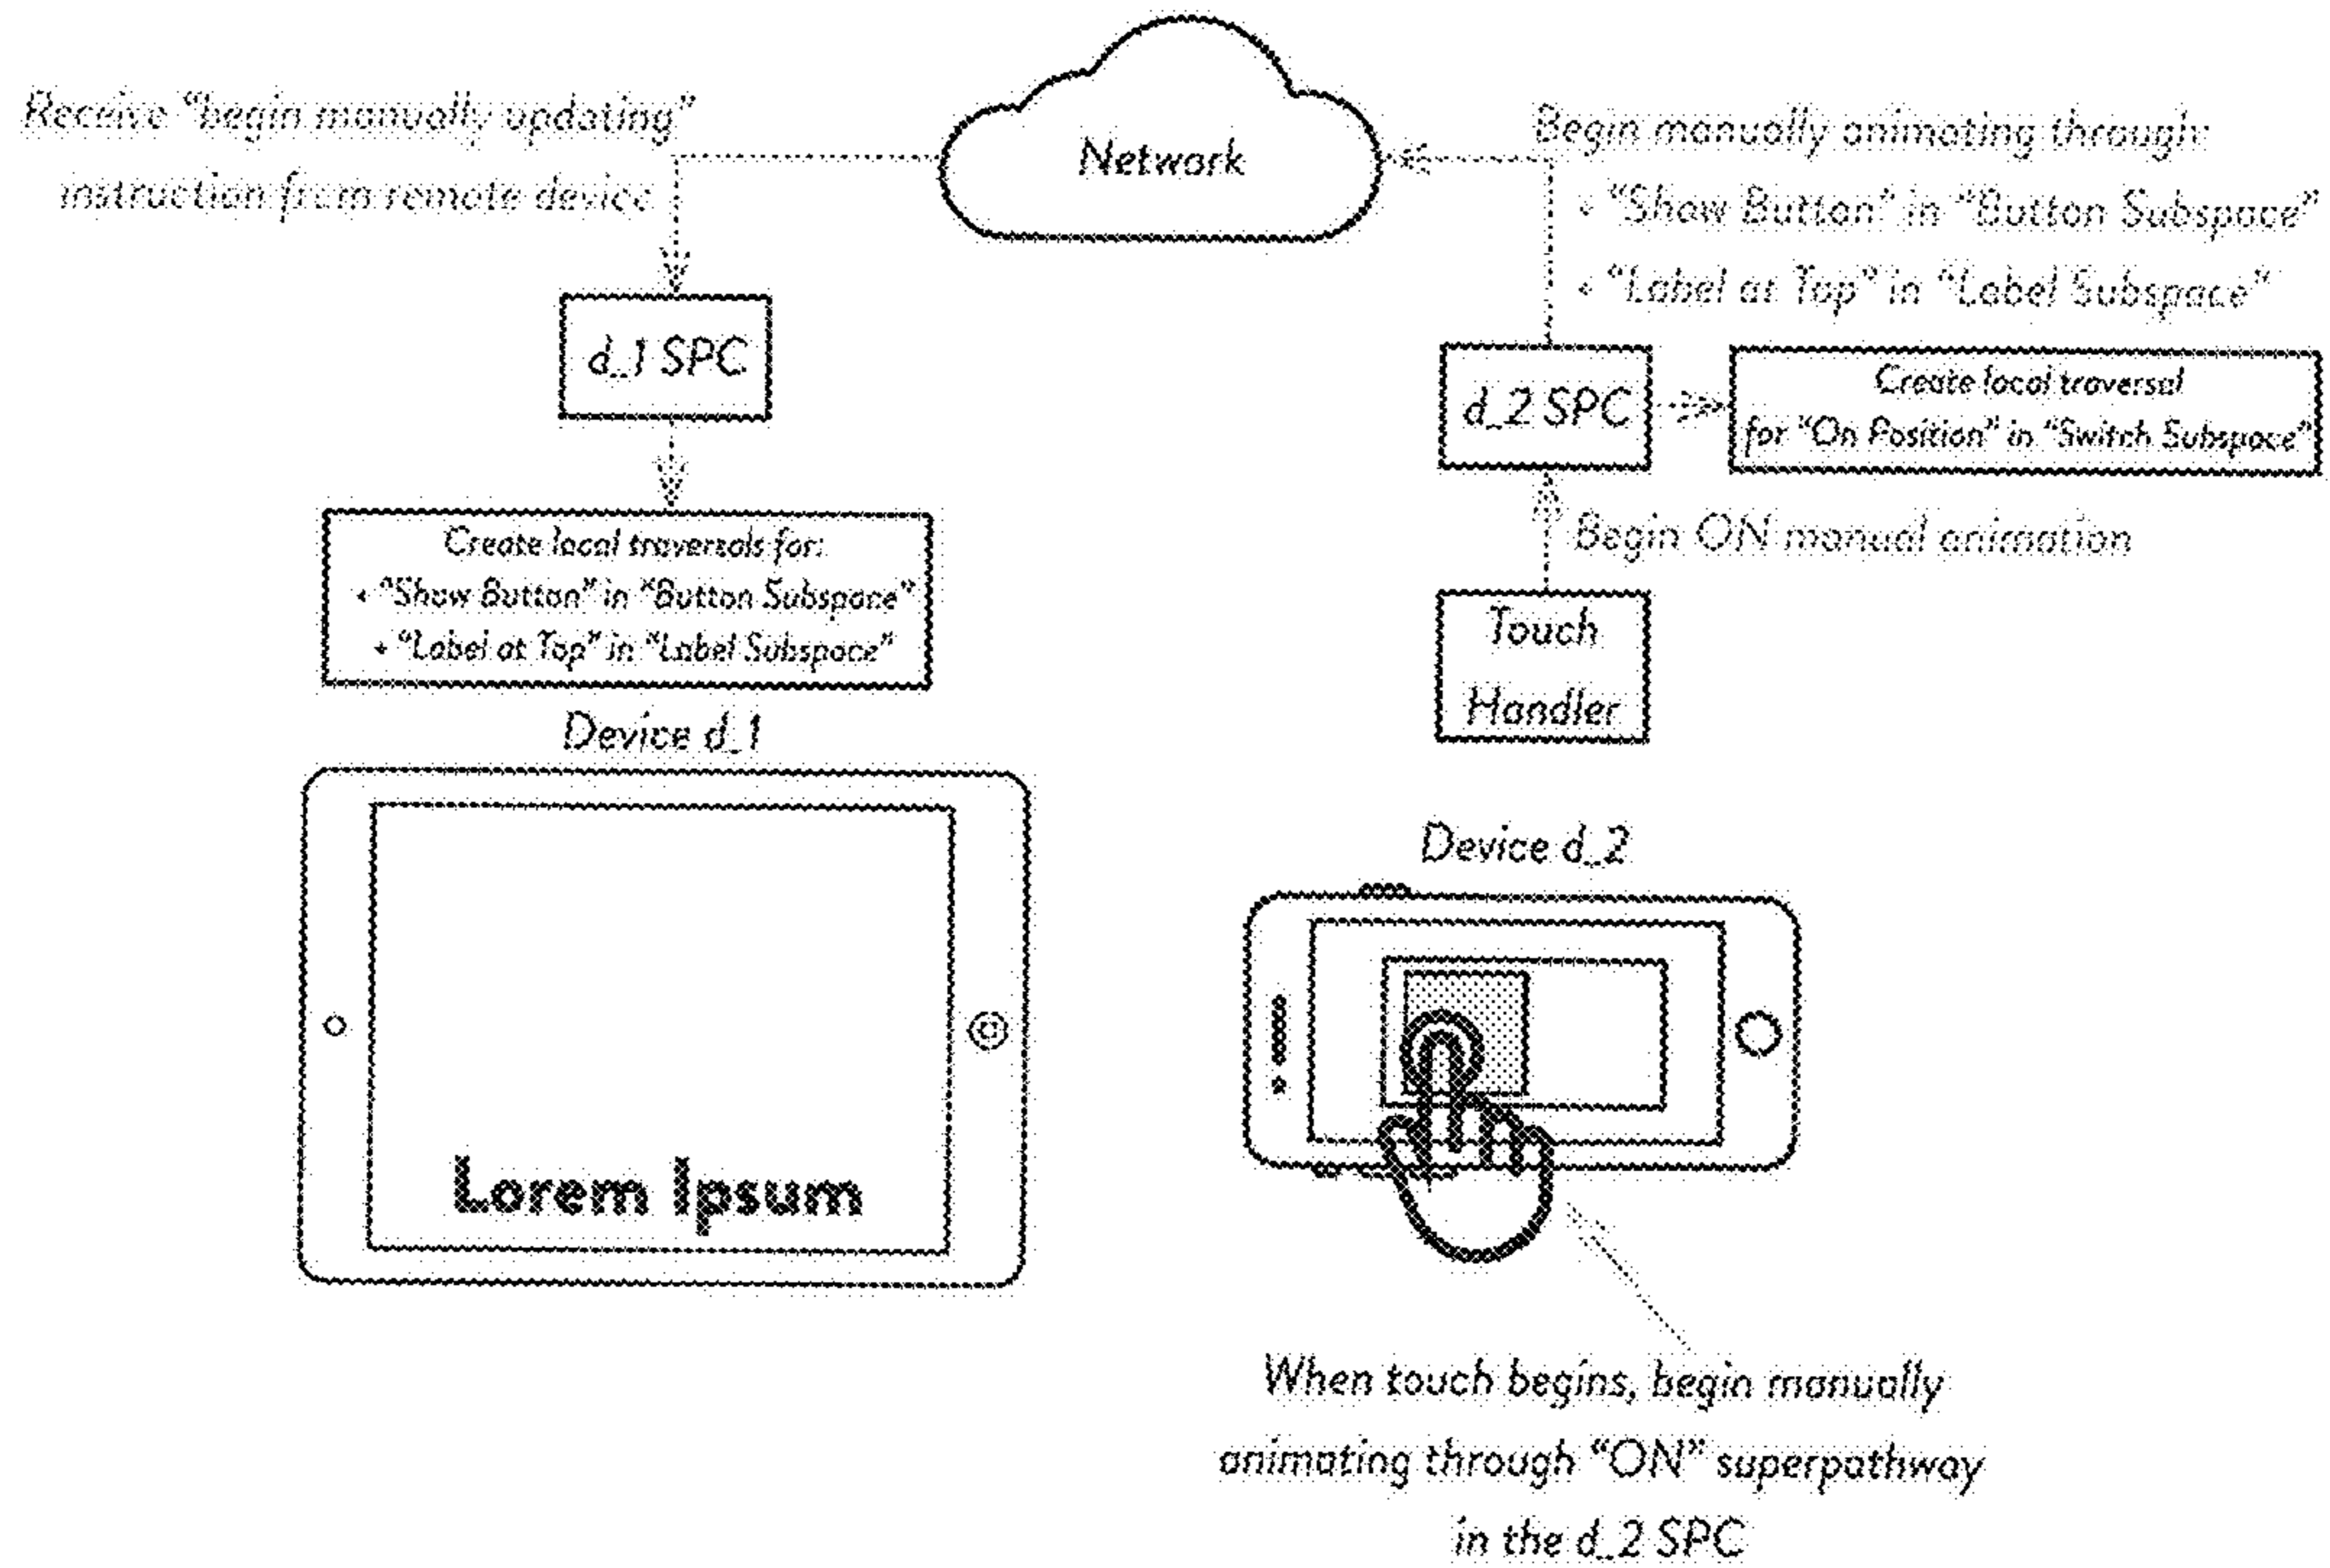 Network
Receive “begin manually updating”
instruction from remote device
Begin manually animating through:
• “Show Button” in “Button Subspace”
• “Label at Top” in “Label Subspace”
d_1 SPC
d_2 SPC
Create local traversal
for “On Position” in “Switch Subspace”
Create local traversals for:
• “Show Button” in “Button Subspace”
• “Label at Top” in “Label Subspace”
Begin ON manual animation
Touch
Handler
Device d_1
Device d_2
Lorem Ipsum
When touch begins, begin manually
animating through “ON” superpathway
in the d_2 SPC